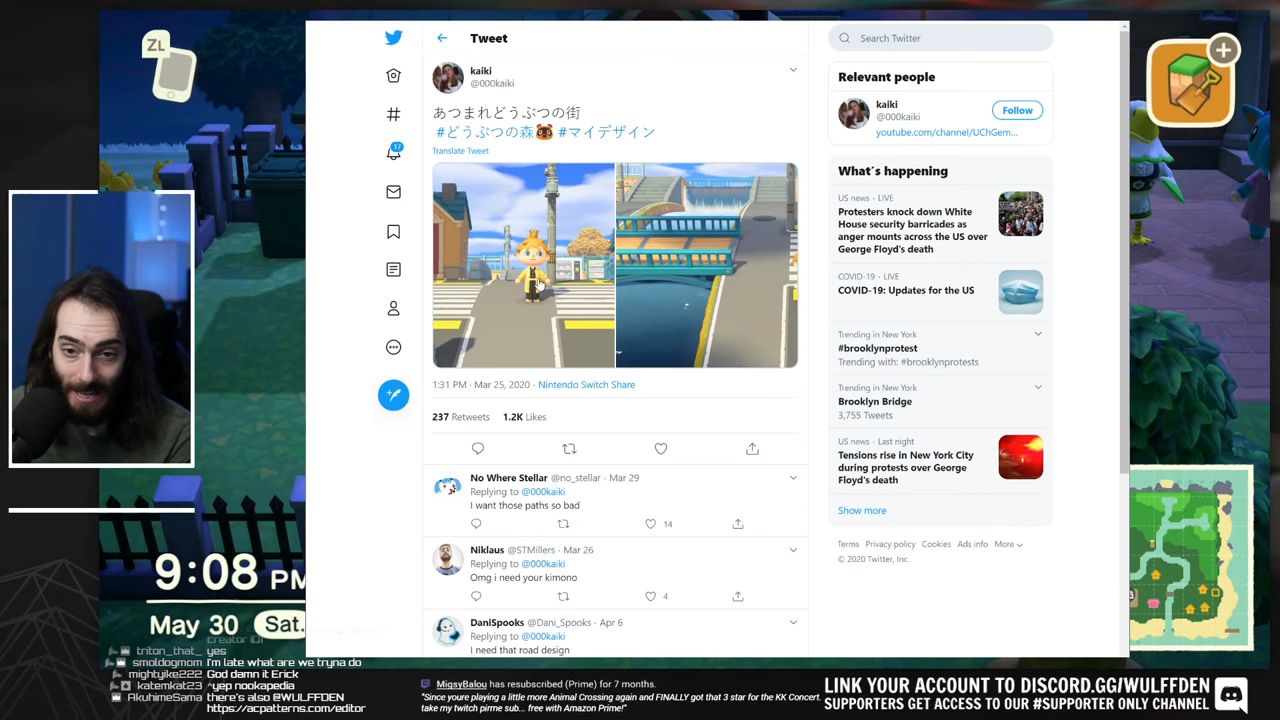 ZL
Tweet
kaiki
@000kaiki
あつまれどうぶつの街
#どうぶつの森 #マイデザイン
Translate Tweet
1:31 PM · Mar 25, 2020 · Nintendo Switch Share
237 Retweets 1.2K Likes
No Where Stellar @no_stellar · Mar 29
Replying to @000kaiki
I want those paths so bad
14
Niklaus @STMillers · Mar 26
Replying to @000kaiki
Omg i need your kimono
4
DaniSpooks @Dani_Spooks · Apr 6
Replying to @000kaiki
I need that road design
17
Search Twitter
Relevant people
kaiki
@000kaiki
Follow
youtube.com/channel/UChGem...
What's happening
US news · LIVE
Protesters knock down White
House security barricades as
anger mounts across the US over
George Floyd's death
COVID-19 · LIVE
COVID-19: Updates for the US
Trending in New York
#brooklynprotest
Trending with: #brooklynprotests
Trending in New York
Brooklyn Bridge
3,755 Tweets
US news · Last night
Tensions rise in New York City
during protests over George
Floyd's death
Show more
Terms Privacy policy Cookies Ads info More
© 2020 Twitter, Inc.
9:08 PM
May 30 Sat.
creator ID!
triton_that_ yes
smoldogmom I'm late what are we tryna do
mightyike222 God damn it Erick
katemkat23 ^yep nookapedia
AkuhimeSama there's also @WULFFDEN
https://acpatterns.com/editor
MigsyBalou has resubscribed (Prime) for 7 months.
"Since youre playing a little more Animal Crossing again and FINALLY got that 3 star for the KK Concert.
take my twitch pirme sub... free with Amazon Prime!"
LINK YOUR ACCOUNT TO DISCORD.GG/WULFFDEN
SUPPORTERS GET ACCESS TO OUR #SUPPORTER ONLY CHANNEL